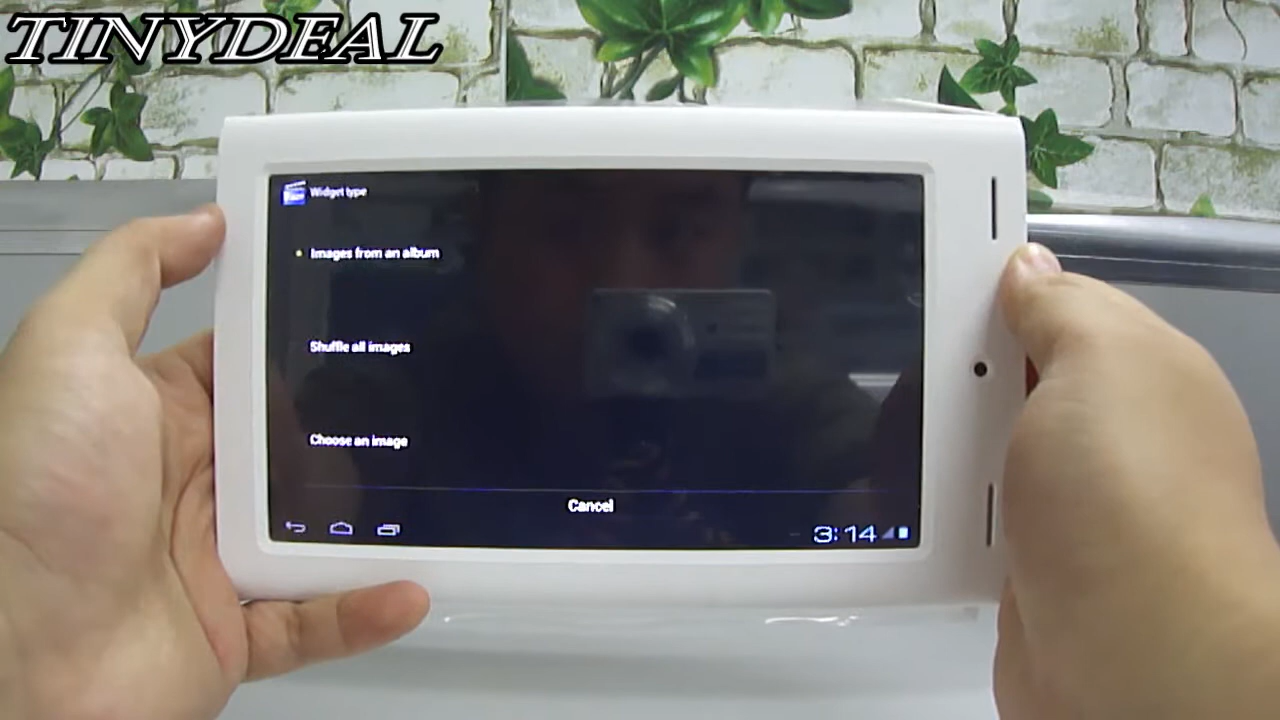 TINYDEAL
Widget type
Images from an album
Shuffle all images
Choose an image
Cancel
3:14